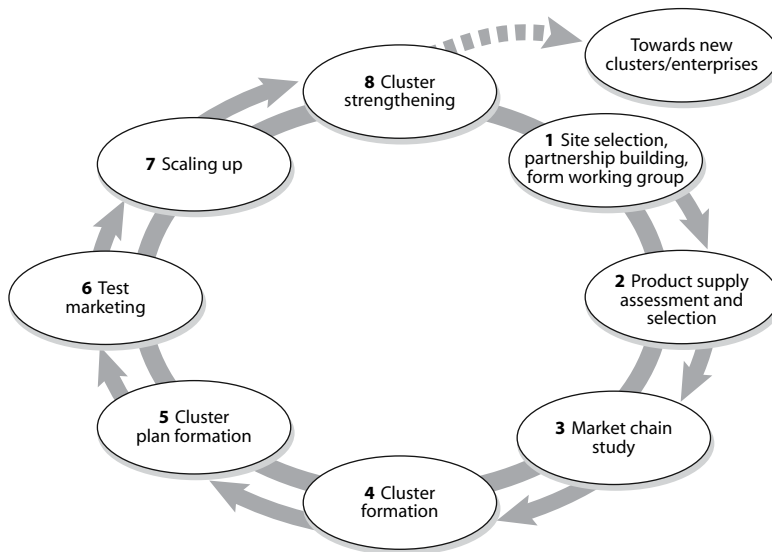 Towards new
clusters/enterprises
8 Cluster
strengthening
1 Site selection,
partnership building,
form working group
2 Product supply
assessment and
selection
3 Market chain
study
4 Cluster
formation
5 Cluster
plan formation
6 Test
marketing
7 Scaling up